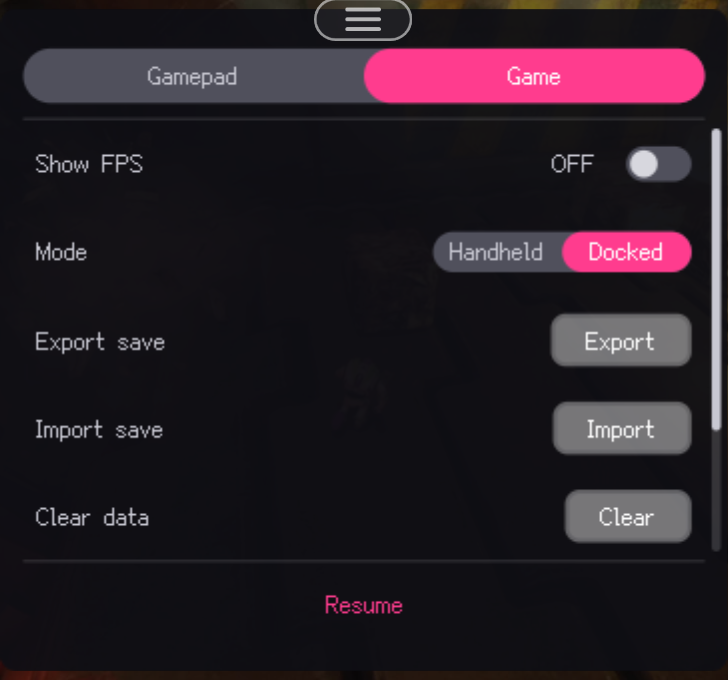 Gamepad Game
Show FPS OFF
Mode Handheld Docked
Export save Export
Import save Import
Clear data Clear
Resume